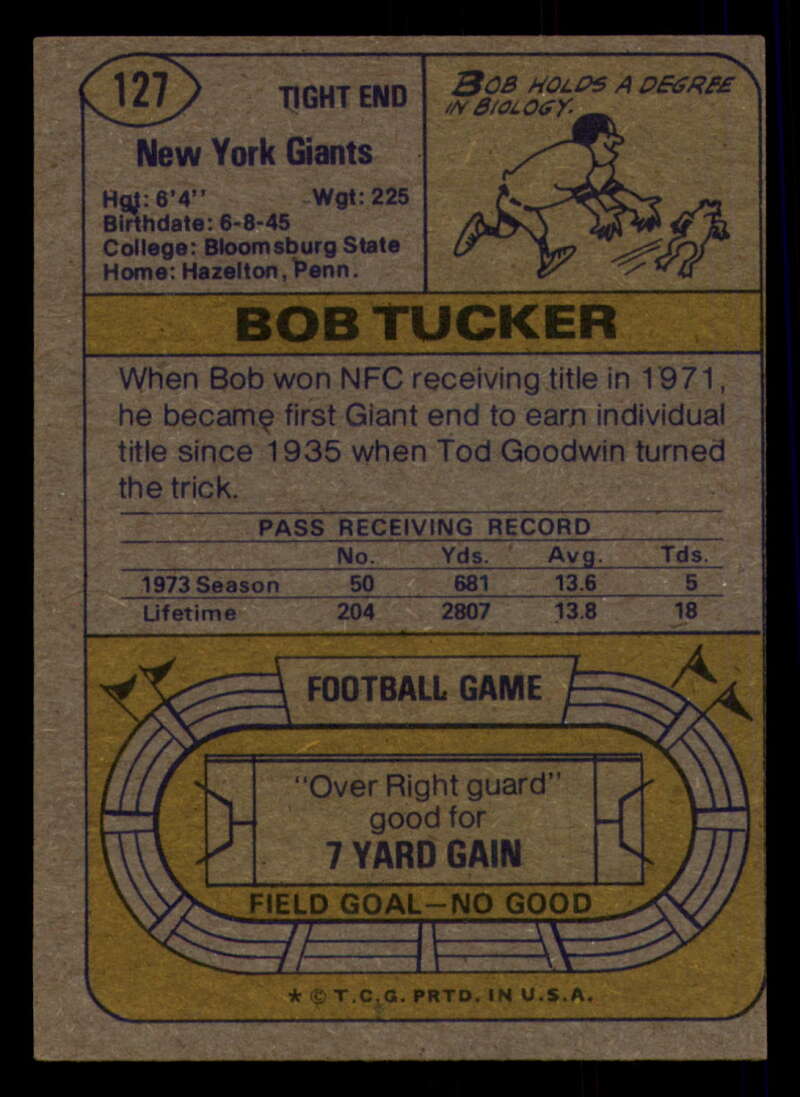 127
TIGHT END
New York Giants
Hgt: 6'4'' Wgt: 225
Birthdate: 6-8-45
College: Bloomsburg State
Home: Hazelton, Penn.
BOB HOLDS A DEGREE
IN BIOLOGY.
BOB TUCKER
When Bob won NFC receiving title in 1971,
he became first Giant end to earn individual
title since 1935 when Tod Goodwin turned
the trick.
PASS RECEIVING RECORD
No. Yds. Avg. Tds.
1973 Season 50 681 13.6 5
Lifetime 204 2807 13.8 18
FOOTBALL GAME
"Over Right guard"
good for
7 YARD GAIN
FIELD GOAL—NO GOOD
* © T.C.G. PRTD. IN U.S.A.